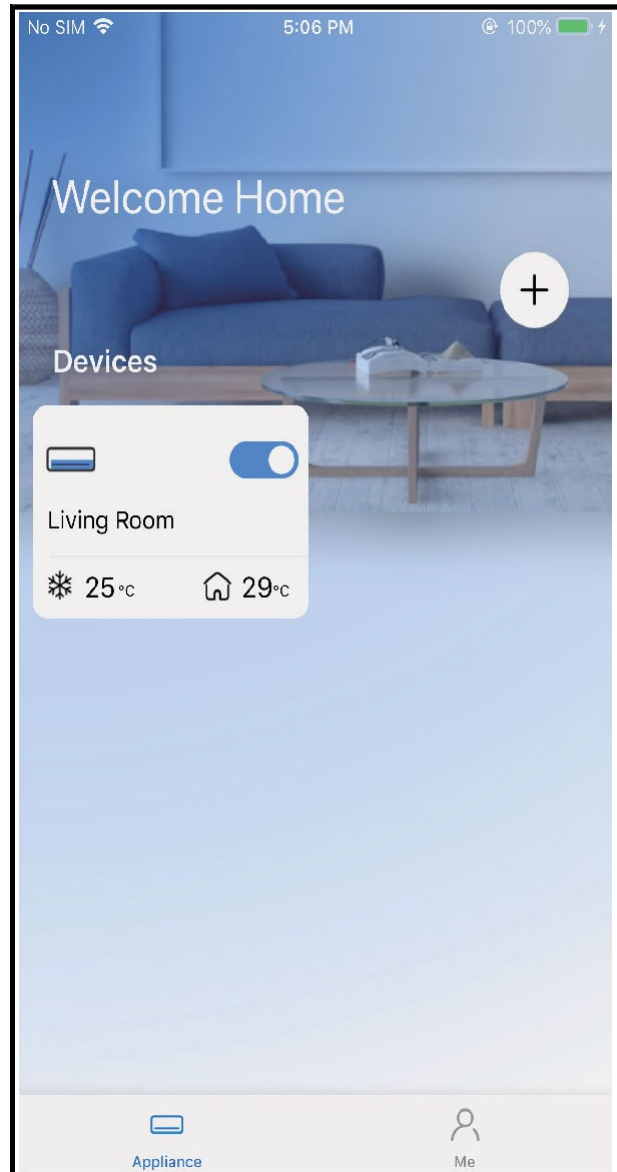 No SIM 5:06 PM 100%
Welcome Home
+
Devices
Living Room
25°C 29°C
Appliance Me